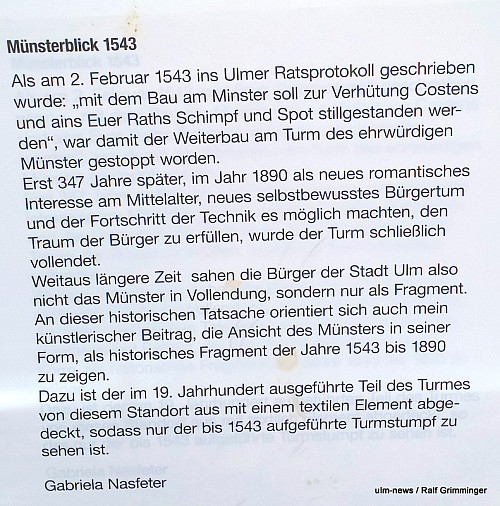 Münsterblick 1543
Als am 2. Februar 1543 ins Ulmer Ratsprotokoll geschrieben
wurde: „mit dem Bau am Minster soll zur Verhütung Costens
und ains Euer Raths Schimpf und Spot stillgestanden wer-
den“, war damit der Weiterbau am Turm des ehrwürdigen
Münster gestoppt worden.
Erst 347 Jahre später, im Jahr 1890 als neues romantisches
Interesse am Mittelalter, neues selbstbewusstes Bürgertum
und der Fortschritt der Technik es möglich machten, den
Traum der Bürger zu erfüllen, wurde der Turm schließlich
vollendet.
Weitaus längere Zeit sahen die Bürger der Stadt Ulm also
nicht das Münster in Vollendung, sondern nur als Fragment.
An dieser historischen Tatsache orientiert sich auch mein
künstlerischer Beitrag, die Ansicht des Münsters in seiner
Form, als historisches Fragment der Jahre 1543 bis 1890
zu zeigen.
Dazu ist der im 19. Jahrhundert ausgeführte Teil des Turmes
von diesem Standort aus mit einem textilen Element abge-
deckt, sodass nur der bis 1543 aufgeführte Turmstumpf zu
sehen ist.
Gabriela Nasfeter
ulm-news / Ralf Grimminger